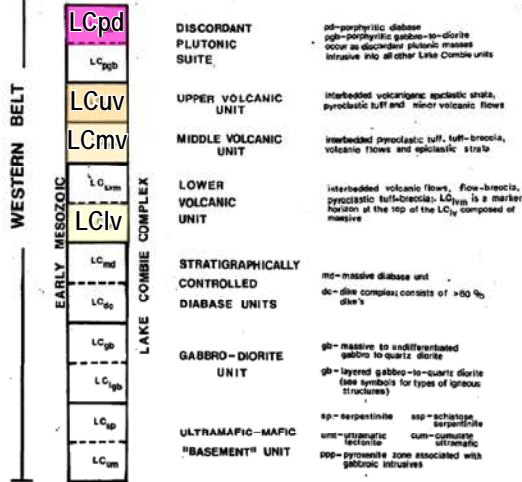 WESTERN BELT
EARLY MESOZOIC
LAKE COMBIE COMPLEX
LCpd
LCpgb
DISCORDANT
PLUTONIC
SUITE
pd-porphyritic diabase
pgb-porphyritic gabbro-to-diorite
occur as discordant plutonic masses
intrusive into all other Lake Combie units
LCuv
UPPER VOLCANIC
UNIT
interbedded volcanigenic epiclastic strata,
pyroclastic tuff and minor volcanic flows
LCmv
MIDDLE VOLCANIC
UNIT
interbedded pyroclastic tuff, tuff-breccia,
volcanic flows and epiclastic strata
LClvm
LClv
LOWER
VOLCANIC
UNIT
interbedded volcanic flows, flow-breccia,
pyroclastic tuff-breccia; LClvm is a marker
horizon at the top of the LClv composed of
massive
LCmd
LCdc
STRATIGRAPHICALLY
CONTROLLED
DIABASE UNITS
md-massive diabase unit
dc-dike complex; consists of >80 %
dike's
LCgb
LClgb
GABBRO-DIORITE
UNIT
gb-massive to undifferentiated
gabbro to quartz diorite
gb-layered gabbro-to-quartz diorite
(see symbols for types of igneous
structures)
LCsp
LCum
ULTRAMAFIC-MAFIC
"BASEMENT" UNIT
sp-serpentinite ssp-schistose
serpentinite
umt-ultramafic cum-cumulate
tectonite ultramafic
ppp-pyroxenite zone associated with
gabbroic intrusives